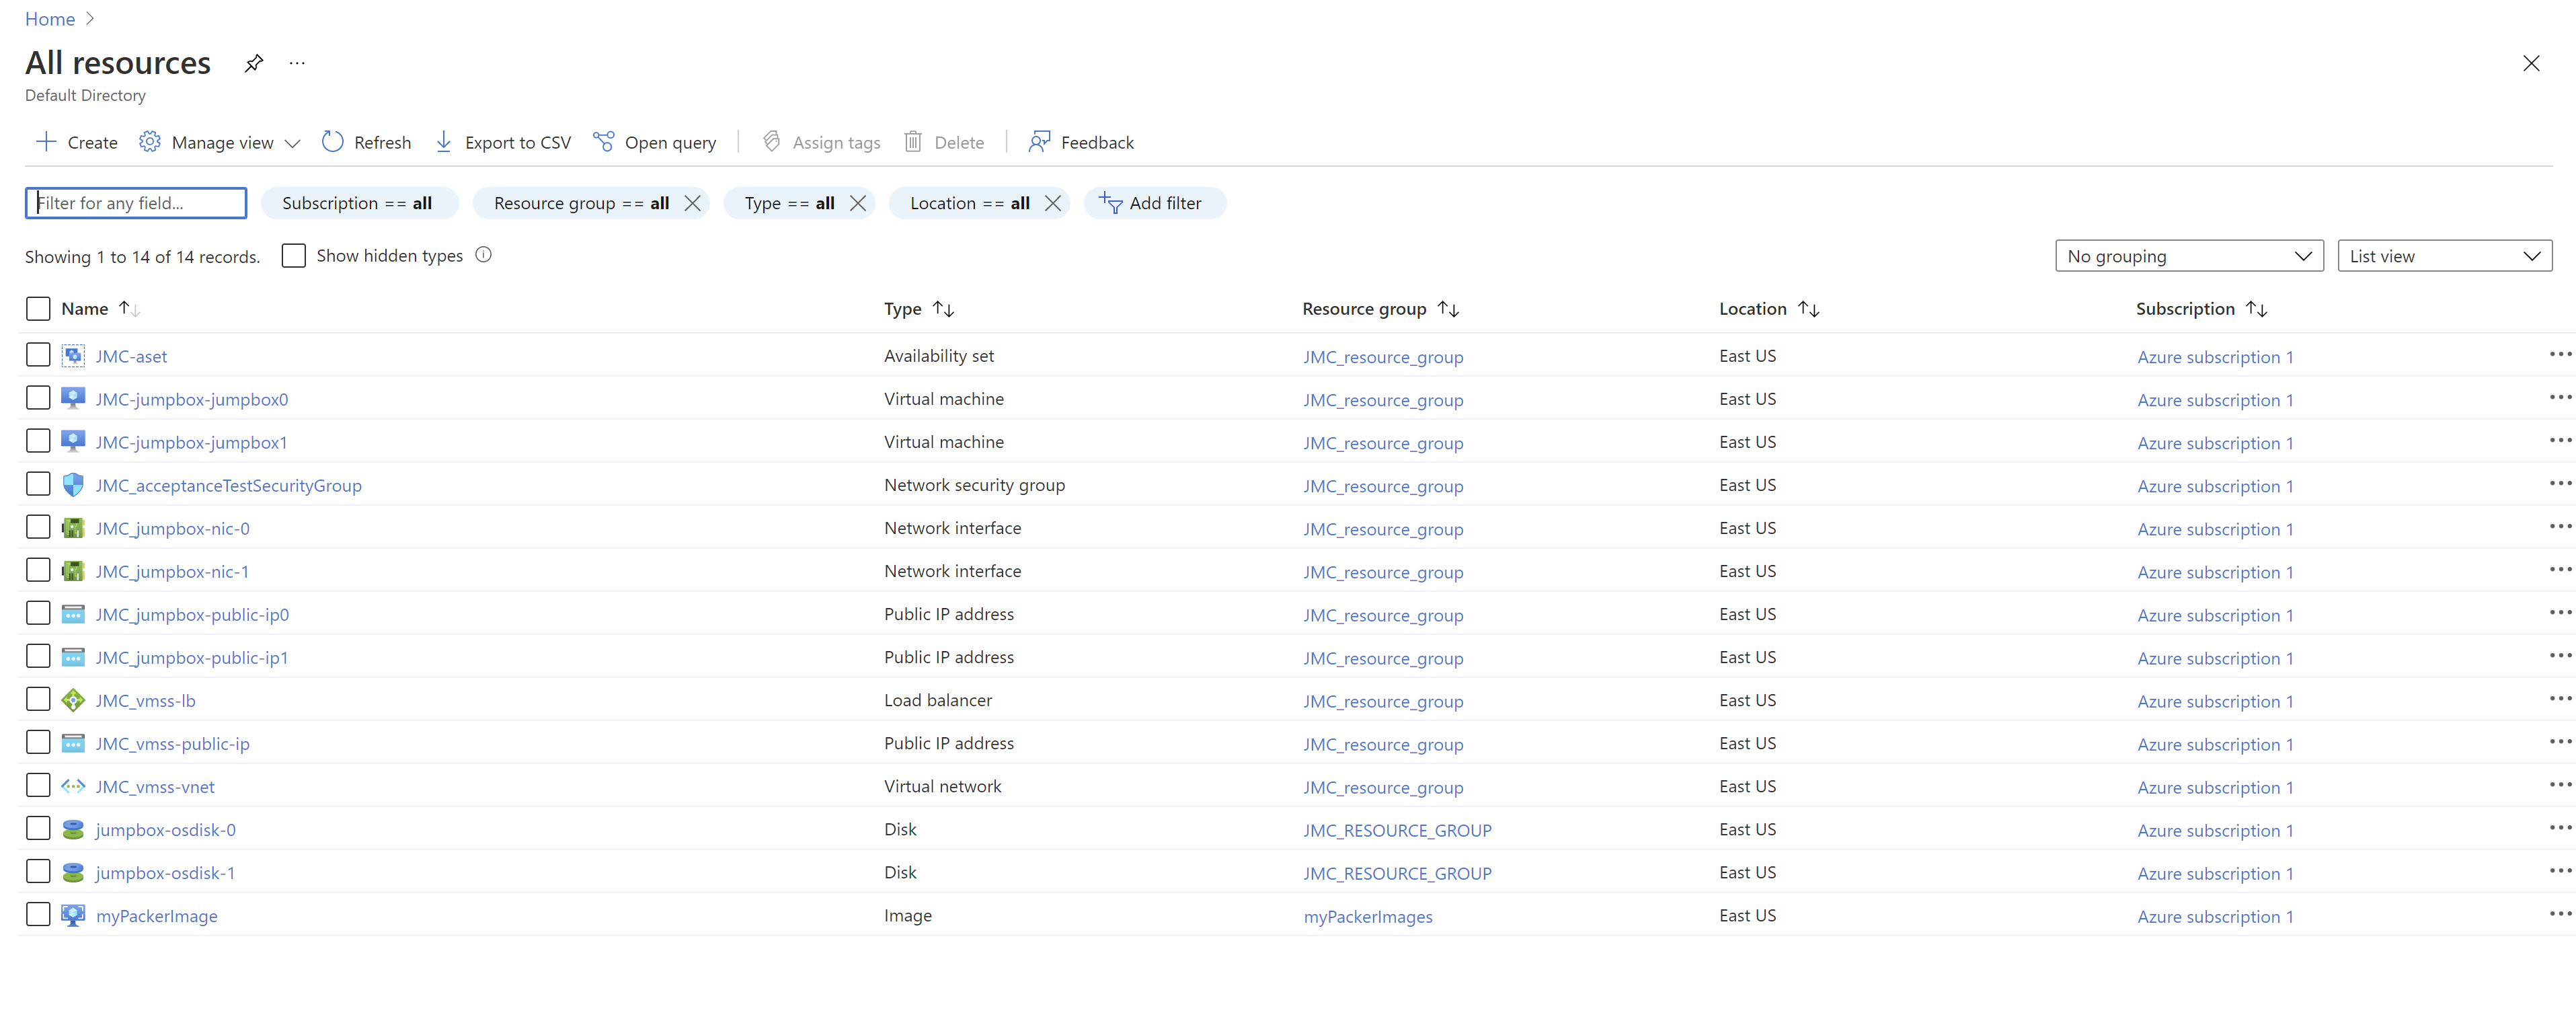 Home
All resources
Default Directory
Create Manage view Refresh Export to CSV Open query Assign tags Delete Feedback
Filter for any field... Subscription == all Resource group == all Type == all Location == all Add filter
Showing 1 to 14 of 14 records. Show hidden types No grouping List view
Name Type Resource group Location Subscription
JMC-aset Availability set JMC_resource_group East US Azure subscription 1
JMC-jumpbox-jumpbox0 Virtual machine JMC_resource_group East US Azure subscription 1
JMC-jumpbox-jumpbox1 Virtual machine JMC_resource_group East US Azure subscription 1
JMC_acceptanceTestSecurityGroup Network security group JMC_resource_group East US Azure subscription 1
JMC_jumpbox-nic-0 Network interface JMC_resource_group East US Azure subscription 1
JMC_jumpbox-nic-1 Network interface JMC_resource_group East US Azure subscription 1
JMC_jumpbox-public-ip0 Public IP address JMC_resource_group East US Azure subscription 1
JMC_jumpbox-public-ip1 Public IP address JMC_resource_group East US Azure subscription 1
JMC_vmss-lb Load balancer JMC_resource_group East US Azure subscription 1
JMC_vmss-public-ip Public IP address JMC_resource_group East US Azure subscription 1
JMC_vmss-vnet Virtual network JMC_resource_group East US Azure subscription 1
jumpbox-osdisk-0 Disk JMC_RESOURCE_GROUP East US Azure subscription 1
jumpbox-osdisk-1 Disk JMC_RESOURCE_GROUP East US Azure subscription 1
myPackerImage Image myPackerImages East US Azure subscription 1